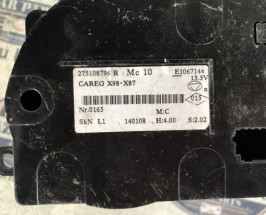 275108796 R Mc 10 E1067144
13.5V
CAREG X98-X87
R
015
Nr.0165 M:C
SbN L1 140108 H:4.00 S:2.02